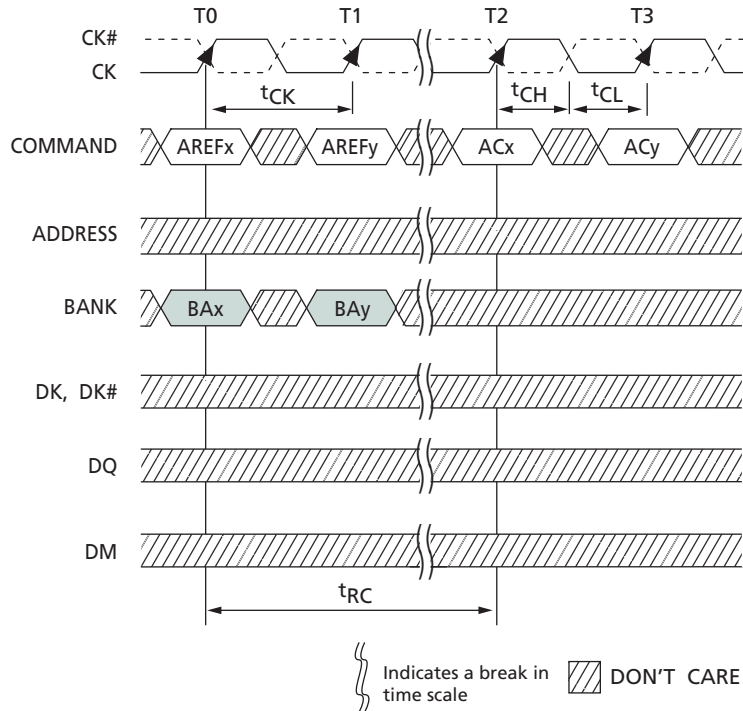 T0 T1 T2 T3
CK#
CK
tCK tCH tCL
COMMAND AREFx AREFy ACx ACy
ADDRESS
BANK BAx BAy
DK, DK#
DQ
DM
tRC
Indicates a break in
time scale
DON'T CARE